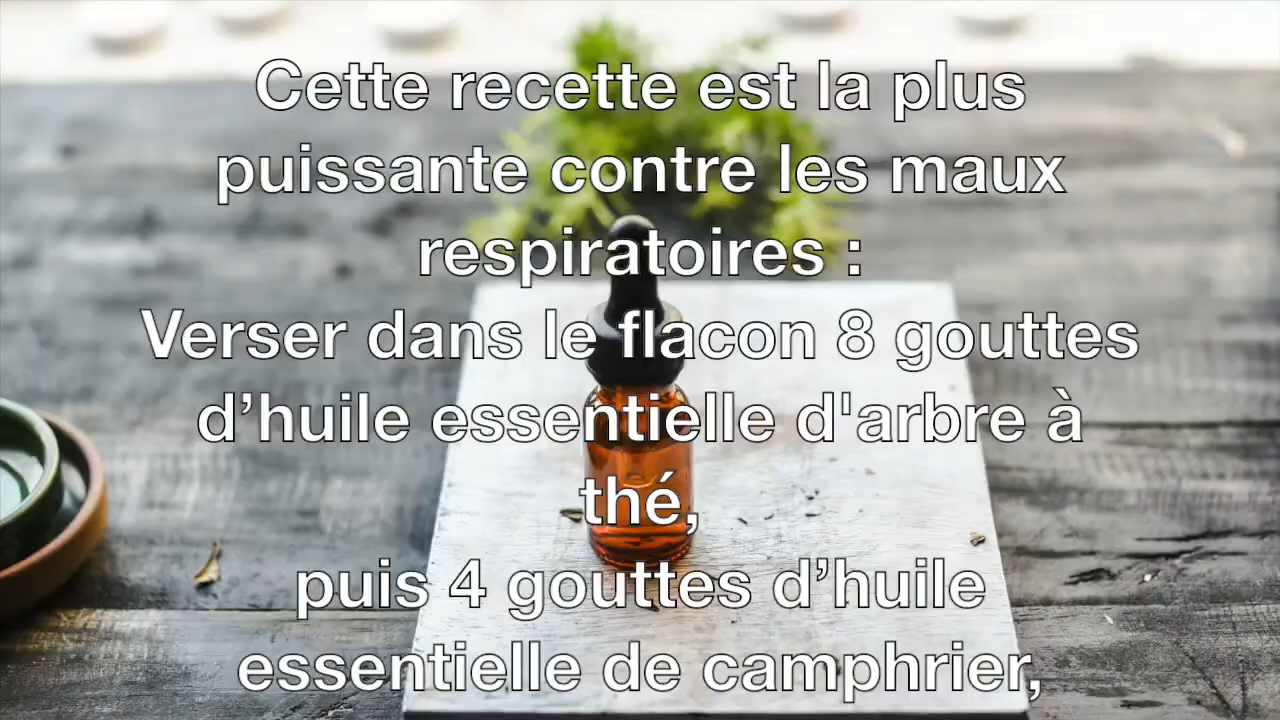 Cette recette est la plus
puissante contre les maux
respiratoires :
Verser dans le flacon 8 gouttes
d’huile essentielle d'arbre à
thé,
puis 4 gouttes d’huile
essentielle de camphrier,